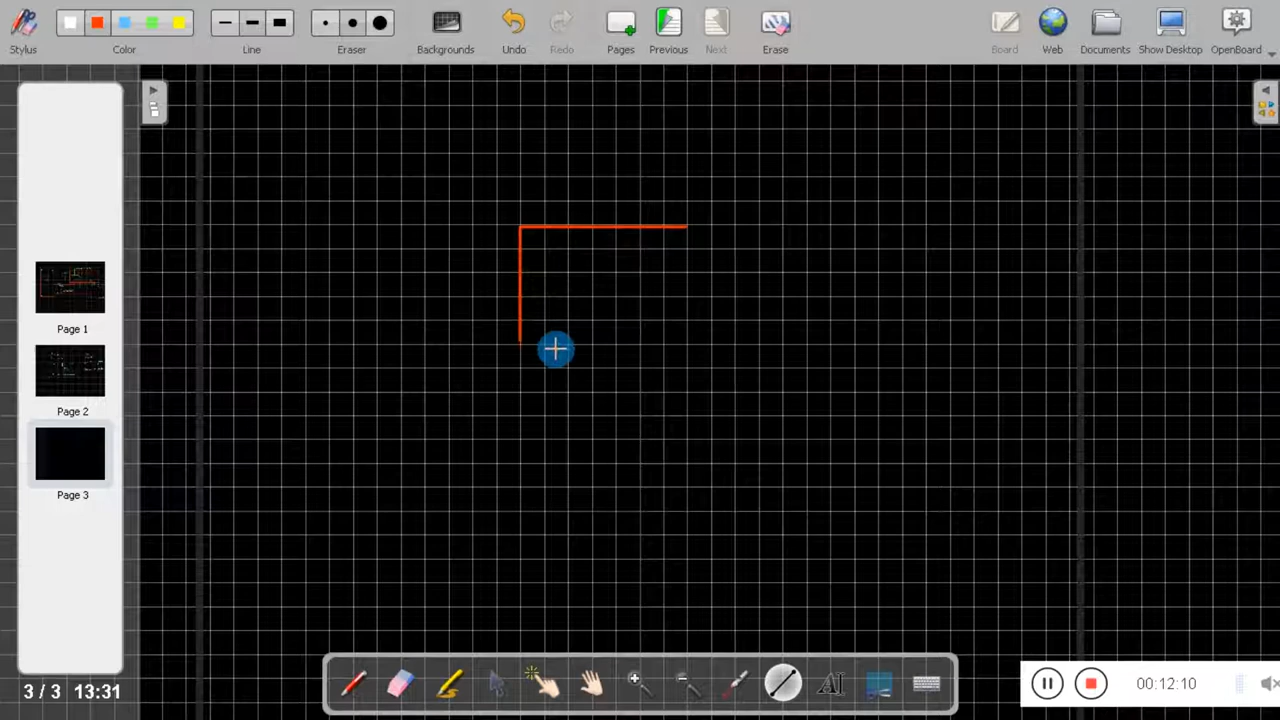 Stylus Color Line Eraser Backgrounds Undo Redo Pages Previous Next Erase Board Web Documents Show Desktop OpenBoard
Page 1
Page 2
Page 3
3 / 3 13:31
AI
00:12:10